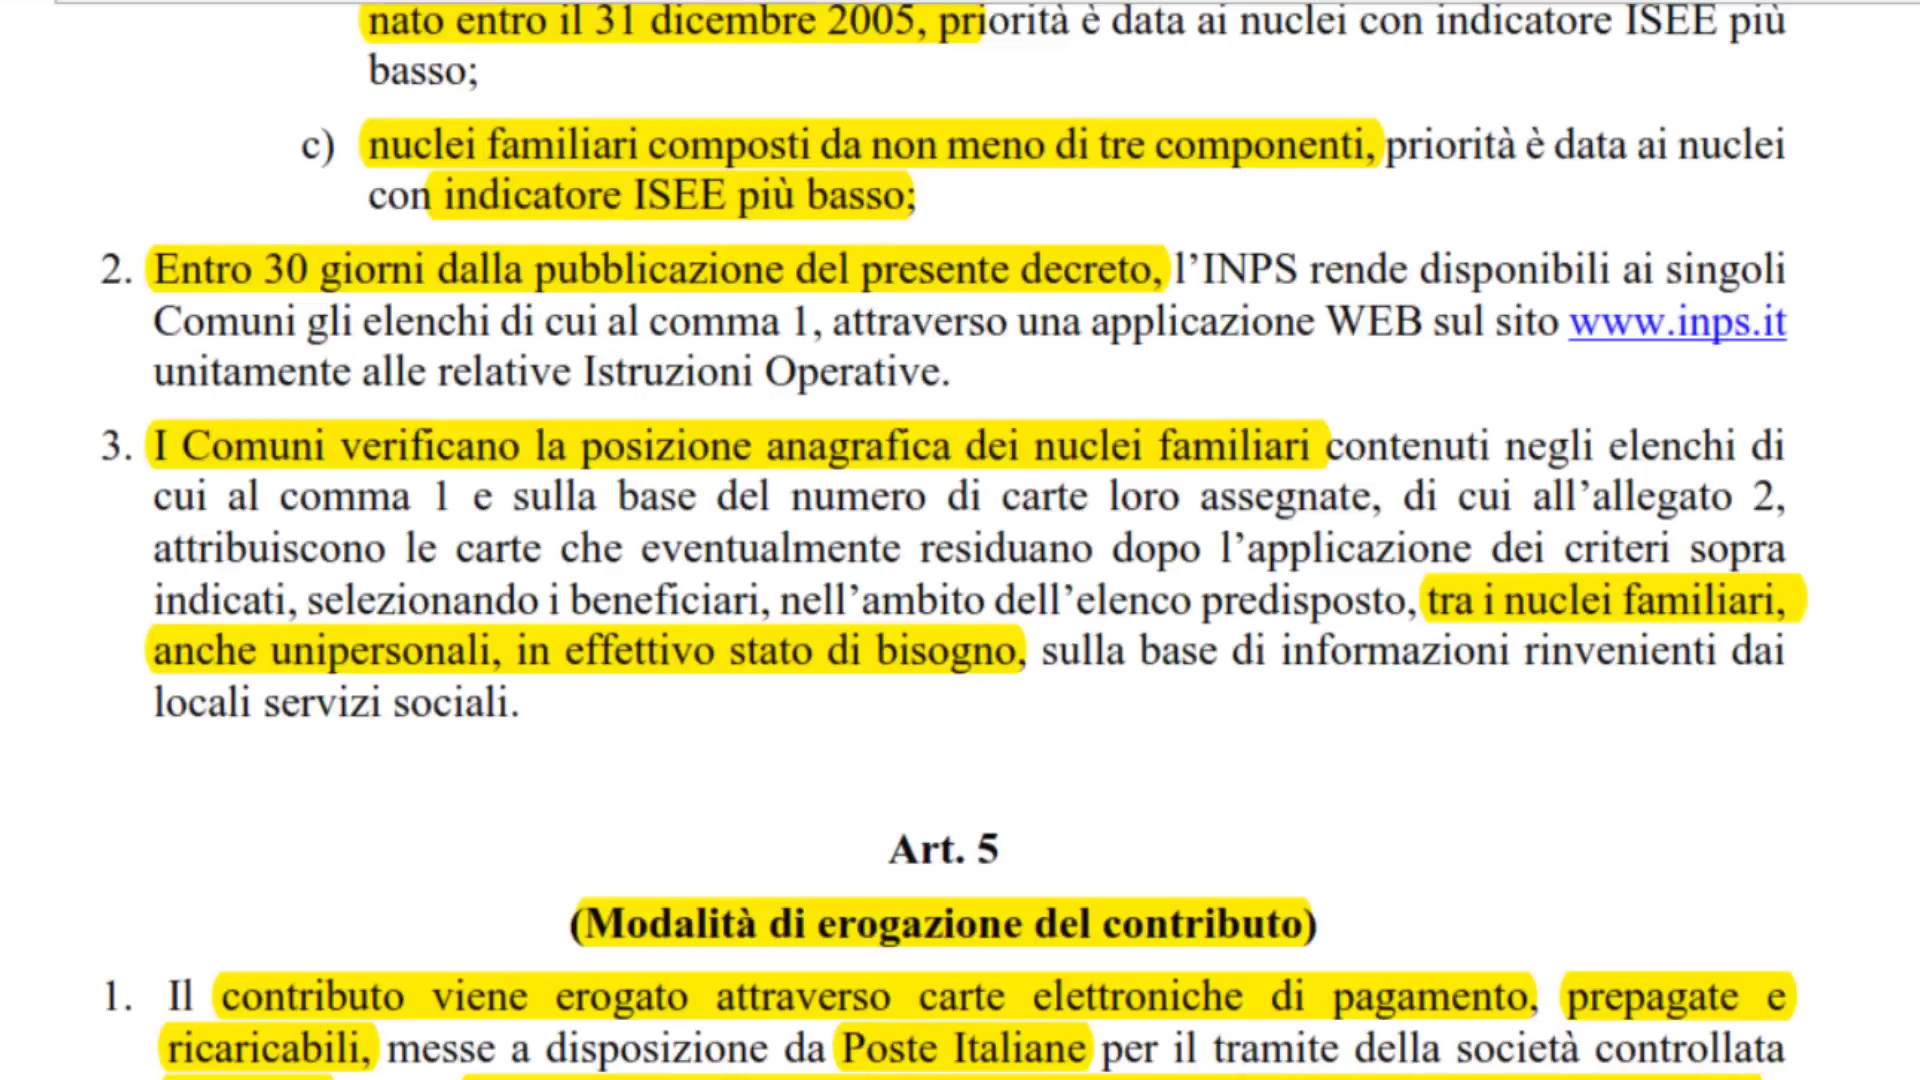 nato entro il 31 dicembre 2005, priorità è data ai nuclei con indicatore ISEE più
basso;
c) nuclei familiari composti da non meno di tre componenti, priorità è data ai nuclei
con indicatore ISEE più basso;
2. Entro 30 giorni dalla pubblicazione del presente decreto, l’INPS rende disponibili ai singoli
Comuni gli elenchi di cui al comma 1, attraverso una applicazione WEB sul sito www.inps.it
unitamente alle relative Istruzioni Operative.
3. I Comuni verificano la posizione anagrafica dei nuclei familiari contenuti negli elenchi di
cui al comma 1 e sulla base del numero di carte loro assegnate, di cui all’allegato 2,
attribuiscono le carte che eventualmente residuano dopo l’applicazione dei criteri sopra
indicati, selezionando i beneficiari, nell’ambito dell’elenco predisposto, tra i nuclei familiari,
anche unipersonali, in effettivo stato di bisogno, sulla base di informazioni rinvenienti dai
locali servizi sociali.
Art. 5
(Modalità di erogazione del contributo)
1. Il contributo viene erogato attraverso carte elettroniche di pagamento, prepagate e
ricaricabili, messe a disposizione da Poste Italiane per il tramite della società controllata